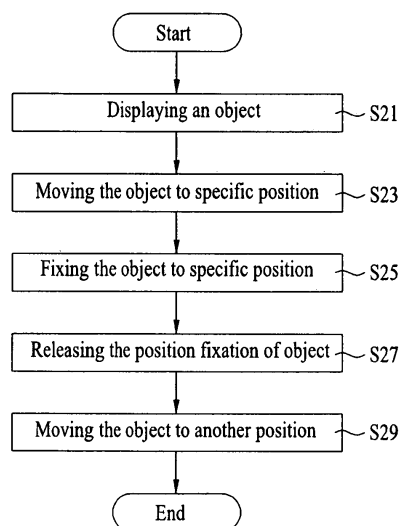 Start
Displaying an object S21
Moving the object to specific position S23
Fixing the object to specific position S25
Releasing the position fixation of object S27
Moving the object to another position S29
End